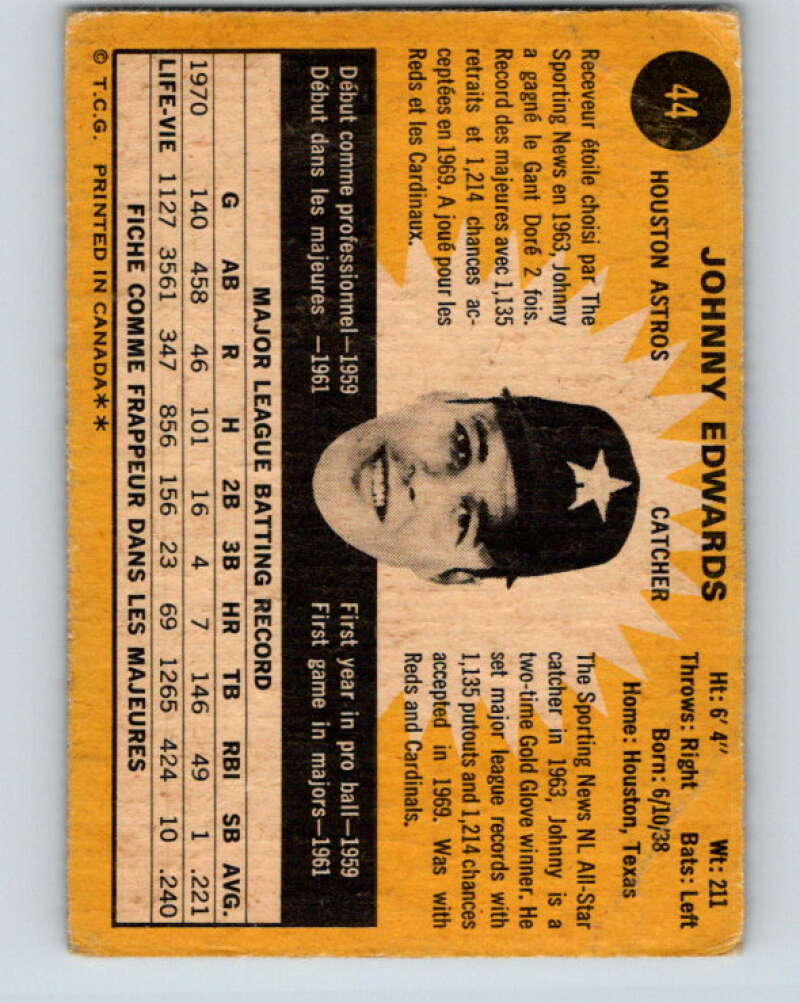 44
JOHNNY EDWARDS
HOUSTON ASTROS
CATCHER
Ht: 6' 4" Wt: 211
Throws: Right Bats: Left
Born: 6/10/38
Home: Houston, Texas
Receveur étoile choisi par The
Sporting News en 1963, Johnny
a gagné le Gant Doré 2 fois.
Record des majeures avec 1,135
retraits et 1,214 chances ac-
ceptées en 1969. A joué pour les
Reds et les Cardinaux.
The Sporting News NL All-Star
catcher in 1963, Johnny is a
two-time Gold Glove winner. He
set major league records with
1,135 putouts and 1,214 chances
accepted in 1969. Was with
Reds and Cardinals.
Début comme professionnel—1959
Début dans les majeures —1961
First year in pro ball—1959
First game in majors—1961
MAJOR LEAGUE BATTING RECORD
G AB R H 2B 3B HR TB RBI SB AVG.
1970 140 458 46 101 16 4 7 146 49 1 .221
LIFE-VIE 1127 3561 347 856 156 23 69 1265 424 10 .240
FICHE COMME FRAPPEUR DANS LES MAJEURES
© T.C.G. PRINTED IN CANADA**